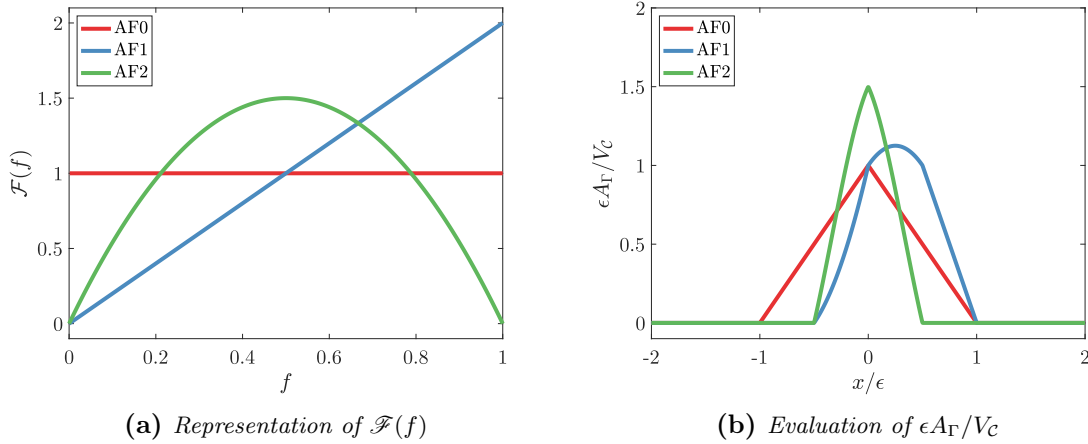 AF0
AF1
AF2
2
1.5
1
0.5
0
ℱ(f)
0
0.2
0.4
0.6
0.8
1
f
(a) Representation of ℱ(f)
AF0
AF1
AF2
2
1.5
1
0.5
0
ϵA_Γ/V_𝒞
-2
-1
0
1
2
x/ϵ
(b) Evaluation of ϵA_Γ/V_𝒞